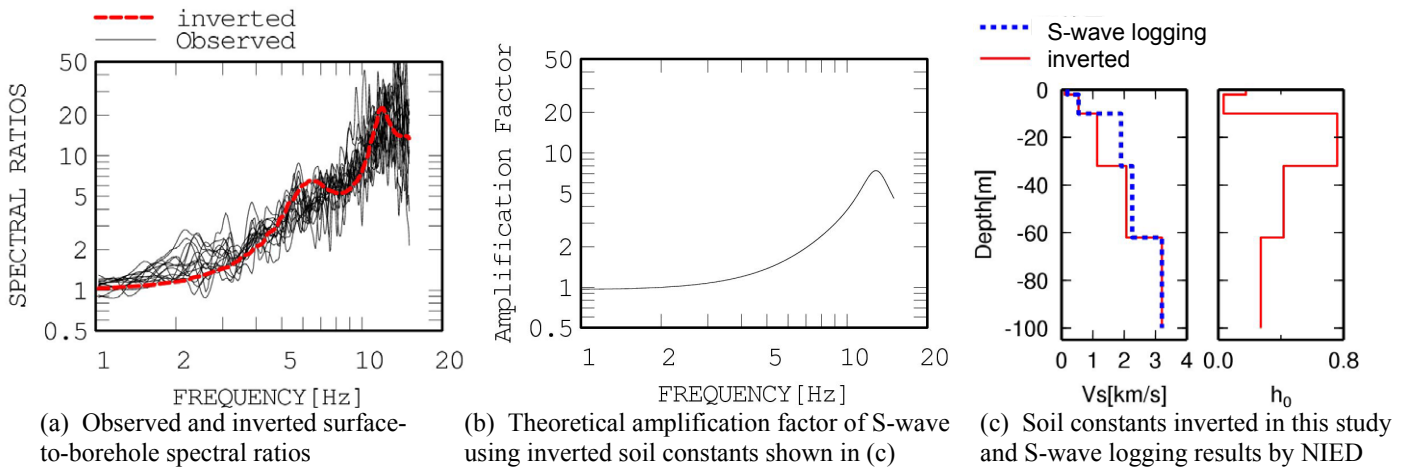 inverted
Observed
SPECTRAL RATIOS
50
20
10
5
2
1
0.5
1
2
5
10
20
FREQUENCY[Hz]
(a) Observed and inverted surface-
to-borehole spectral ratios
Amplification Factor
50
20
10
5
2
1
0.5
1
2
5
10
20
FREQUENCY[Hz]
(b) Theoretical amplification factor of S-wave
using inverted soil constants shown in (c)
S-wave logging
inverted
Depth[m]
0
-20
-40
-60
-80
-100
0 1 2 3 4
Vs[km/s]
0.0 0.8
h0
(c) Soil constants inverted in this study
and S-wave logging results by NIED